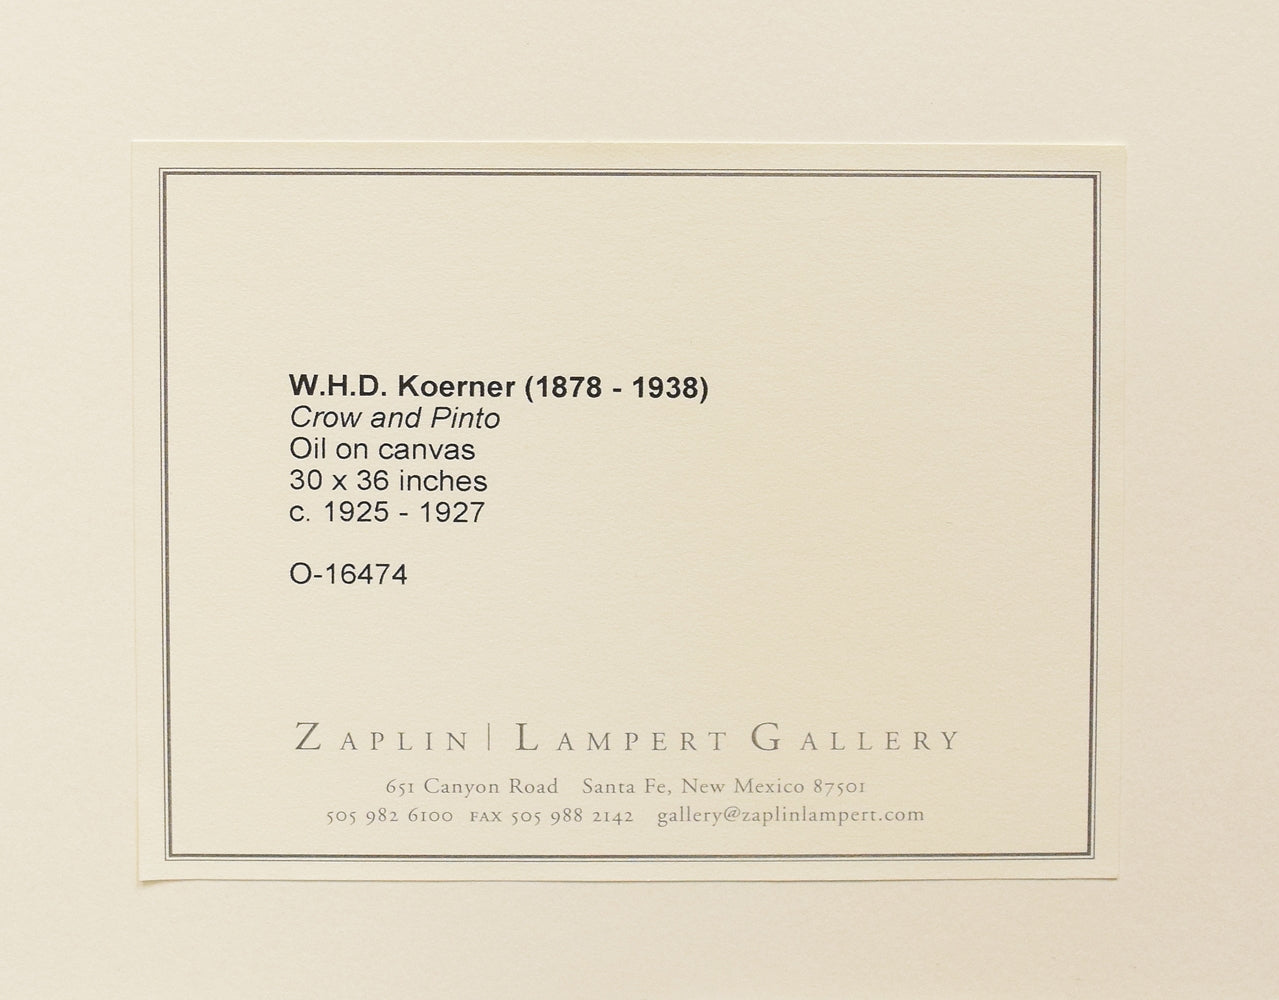 W.H.D. Koerner (1878 - 1938)
Crow and Pinto
Oil on canvas
30 x 36 inches
c. 1925 - 1927
O-16474
ZAPLIN | LAMPERT GALLERY
651 Canyon Road Santa Fe, New Mexico 87501
505 982 6100 FAX 505 988 2142 gallery@zaplinlampert.com